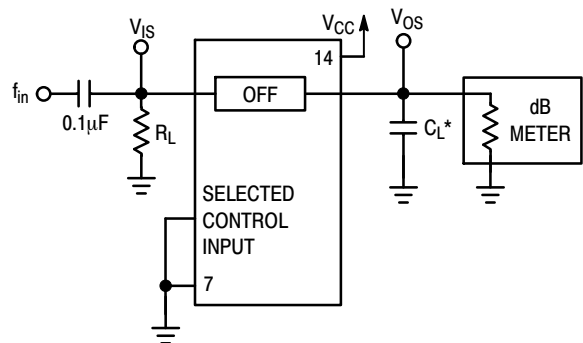 V_IS
V_CC
V_OS
14
f_in
0.1μF
R_L
OFF
C_L*
dB
METER
SELECTED
CONTROL
INPUT
7